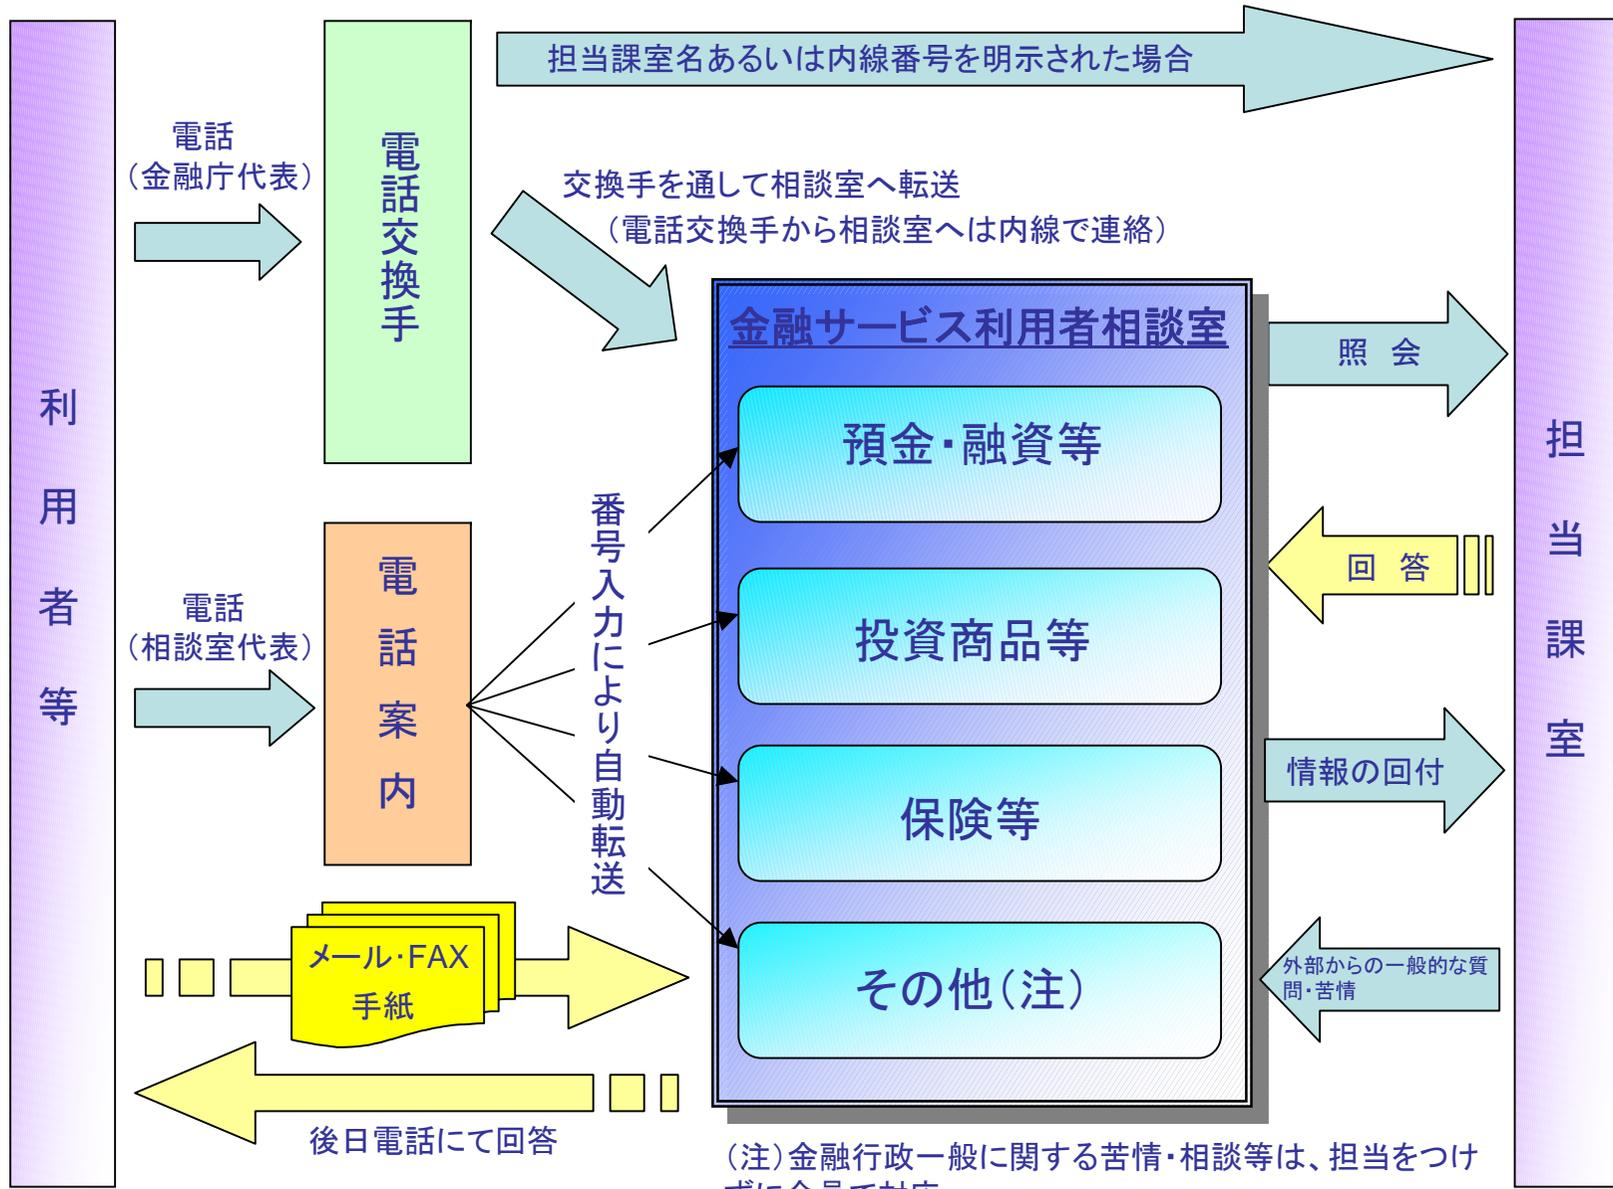 利用者等
電話
（金融庁代表）
電話交換手
担当課室名あるいは内線番号を明示された場合
交換手を通して相談室へ転送
（電話交換手から相談室へは内線で連絡）
電話
（相談室代表）
電話案内
番号入力により自動転送
金融サービス利用者相談室
預金・融資等
投資商品等
保険等
その他（注）
照　会
回　答
情報の回付
外部からの一般的な質
問・苦情
担当課室
メール・FAX
手紙
後日電話にて回答
（注）金融行政一般に関する苦情・相談等は、担当をつけ